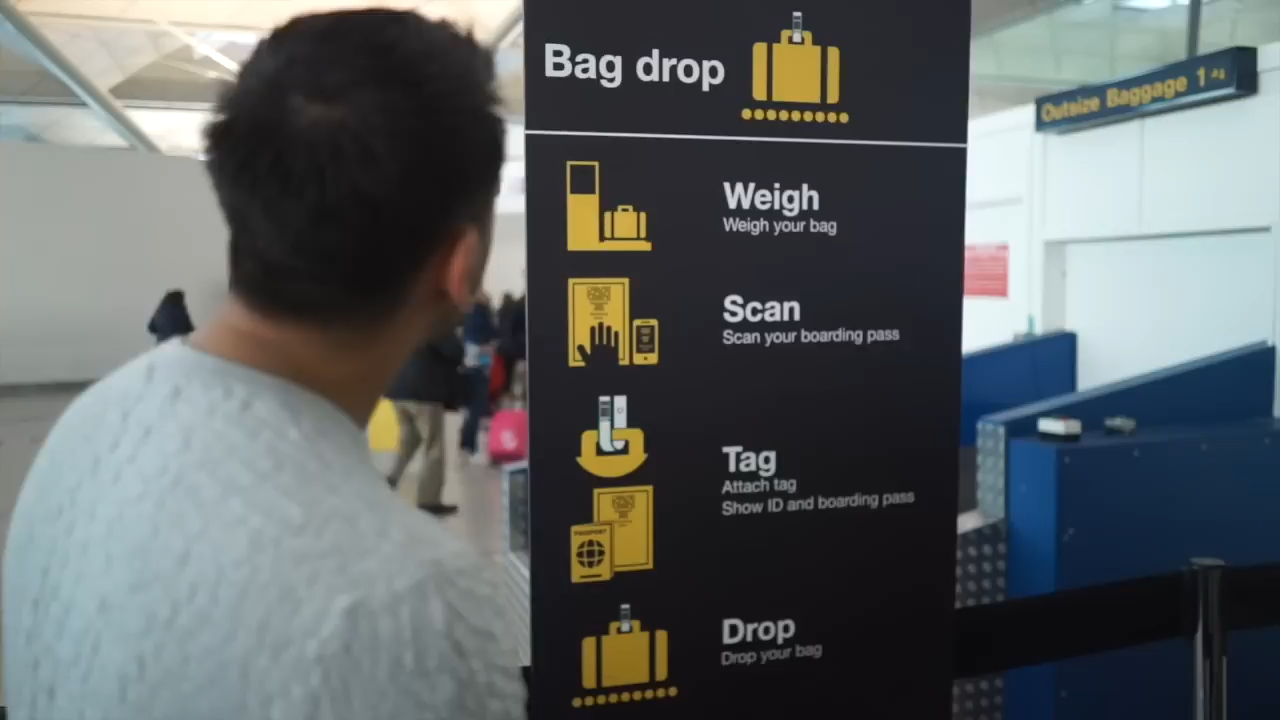 Bag drop
Outsize Baggage 1
Weigh
Weigh your bag
Scan
Scan your boarding pass
Tag
Attach tag
Show ID and boarding pass
PASSPORT
Drop
Drop your bag